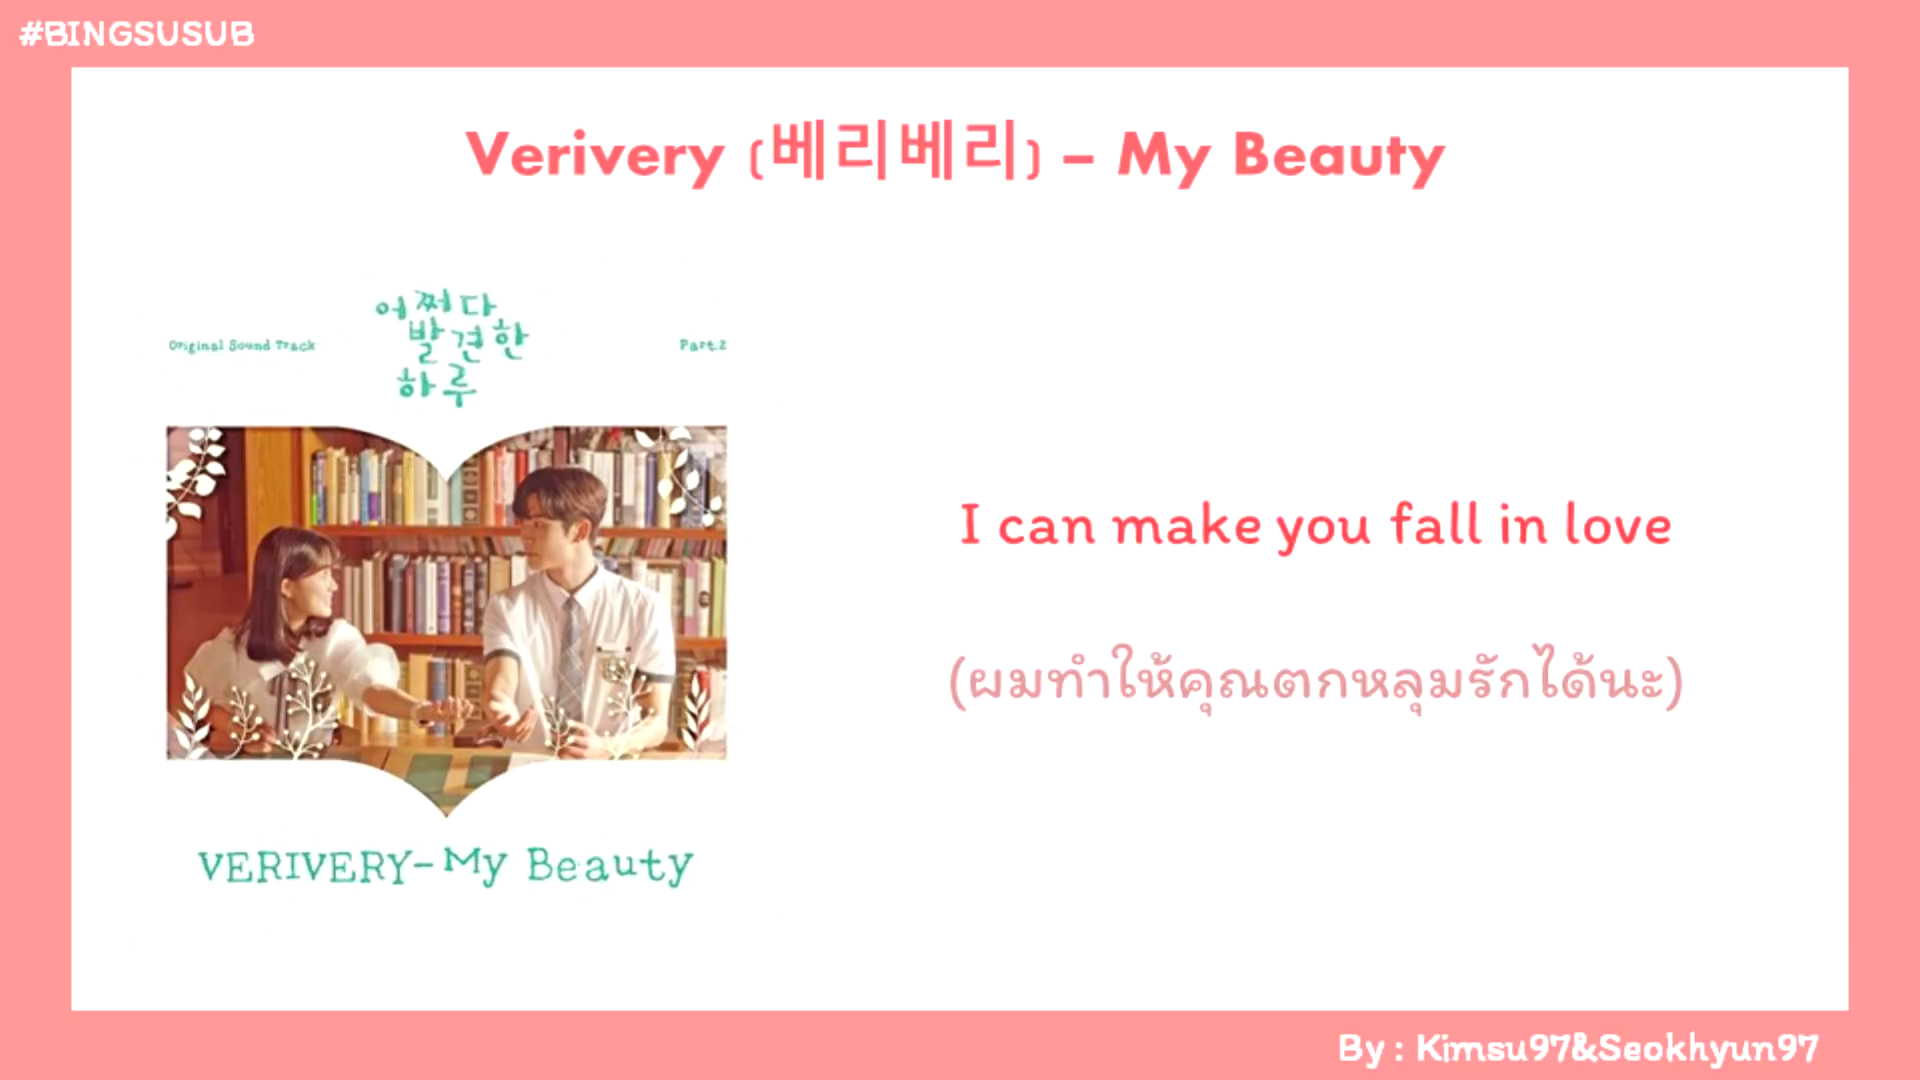 #BINGSUSUB
Verivery (베리베리) – My Beauty
어쩌다
발견한
하루
Original Sound Track
Part.2
I can make you fall in love
(ผมทำให้คุณตกหลุมรักได้นะ)
VERIVERY-My Beauty
By : Kimsu97&Seokhyun97